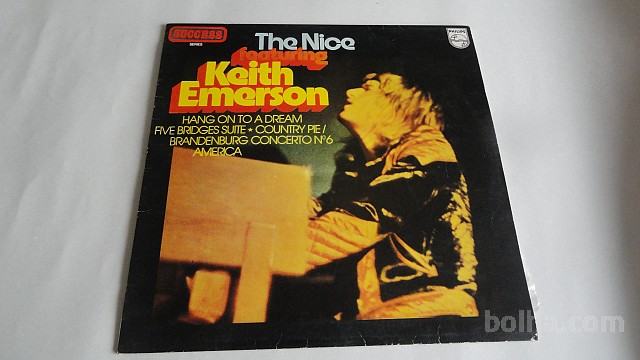 SUCCESS
SERIES
The Nice
featuring
Keith
Emerson
HANG ON TO A DREAM
FIVE BRIDGES SUITE ★ COUNTRY PIE/
BRANDENBURG CONCERTO Nº6
AMERICA
PHILIPS
bolha.com